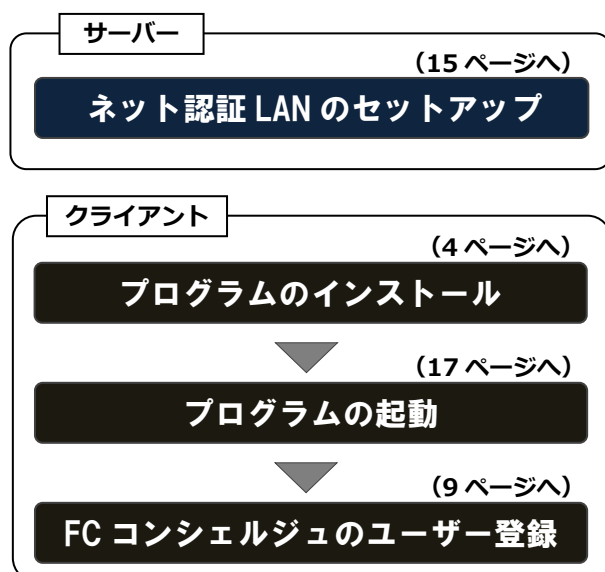 サーバー
（15 ページへ）
ネット認証 LAN のセットアップ
クライアント
（4 ページへ）
プログラムのインストール
（17 ページへ）
プログラムの起動
（9 ページへ）
FC コンシェルジュのユーザー登録